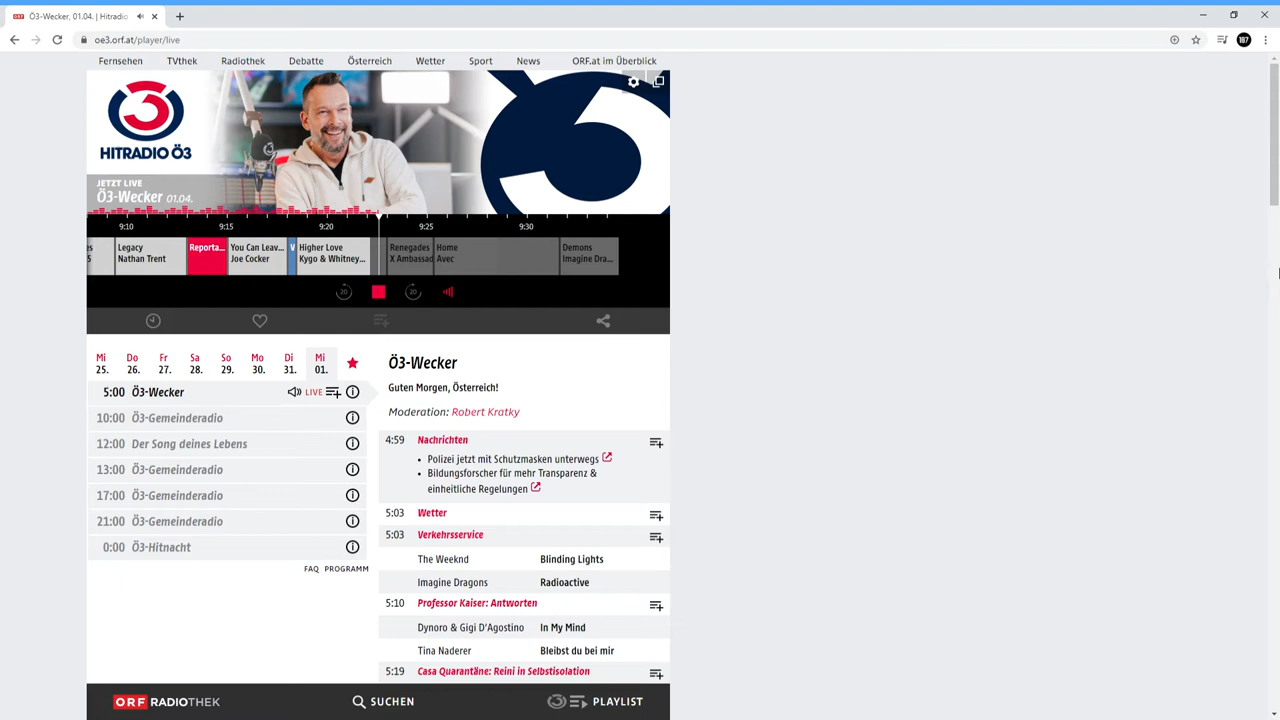 Ö3-Wecker, 01.04. | Hitradio
oe3.orf.at/player/live
187
Fernsehen TVthek Radiothek Debatte Österreich Wetter Sport News ORF.at im Überblick
HITRADIO Ö3
JETZT LIVE
Ö3-Wecker 01.04.
9:10 9:15 9:20 9:25 9:30
es Legacy Reporta... You Can Leav... V Higher Love Renegades Home Demons
5 Nathan Trent Joe Cocker Kygo & Whitney... X Ambassad Avec Imagine Dra...
20 20
Mi Do Fr Sa So Mo Di Mi
25. 26. 27. 28. 29. 30. 31. 01.
5:00 Ö3-Wecker LIVE
10:00 Ö3-Gemeinderadio
12:00 Der Song deines Lebens
13:00 Ö3-Gemeinderadio
17:00 Ö3-Gemeinderadio
21:00 Ö3-Gemeinderadio
0:00 Ö3-Hitnacht
FAQ PROGRAMM
Ö3-Wecker
Guten Morgen, Österreich!
Moderation: Robert Kratky
4:59 Nachrichten
• Polizei jetzt mit Schutzmasken unterwegs
• Bildungsforscher für mehr Transparenz &
einheitliche Regelungen
5:03 Wetter
5:03 Verkehrsservice
The Weeknd Blinding Lights
Imagine Dragons Radioactive
5:10 Professor Kaiser: Antworten
Dynoro & Gigi D'Agostino In My Mind
Tina Naderer Bleibst du bei mir
5:19 Casa Quarantäne: Reini in Selbstisolation
ORF RADIOTHEK SUCHEN PLAYLIST